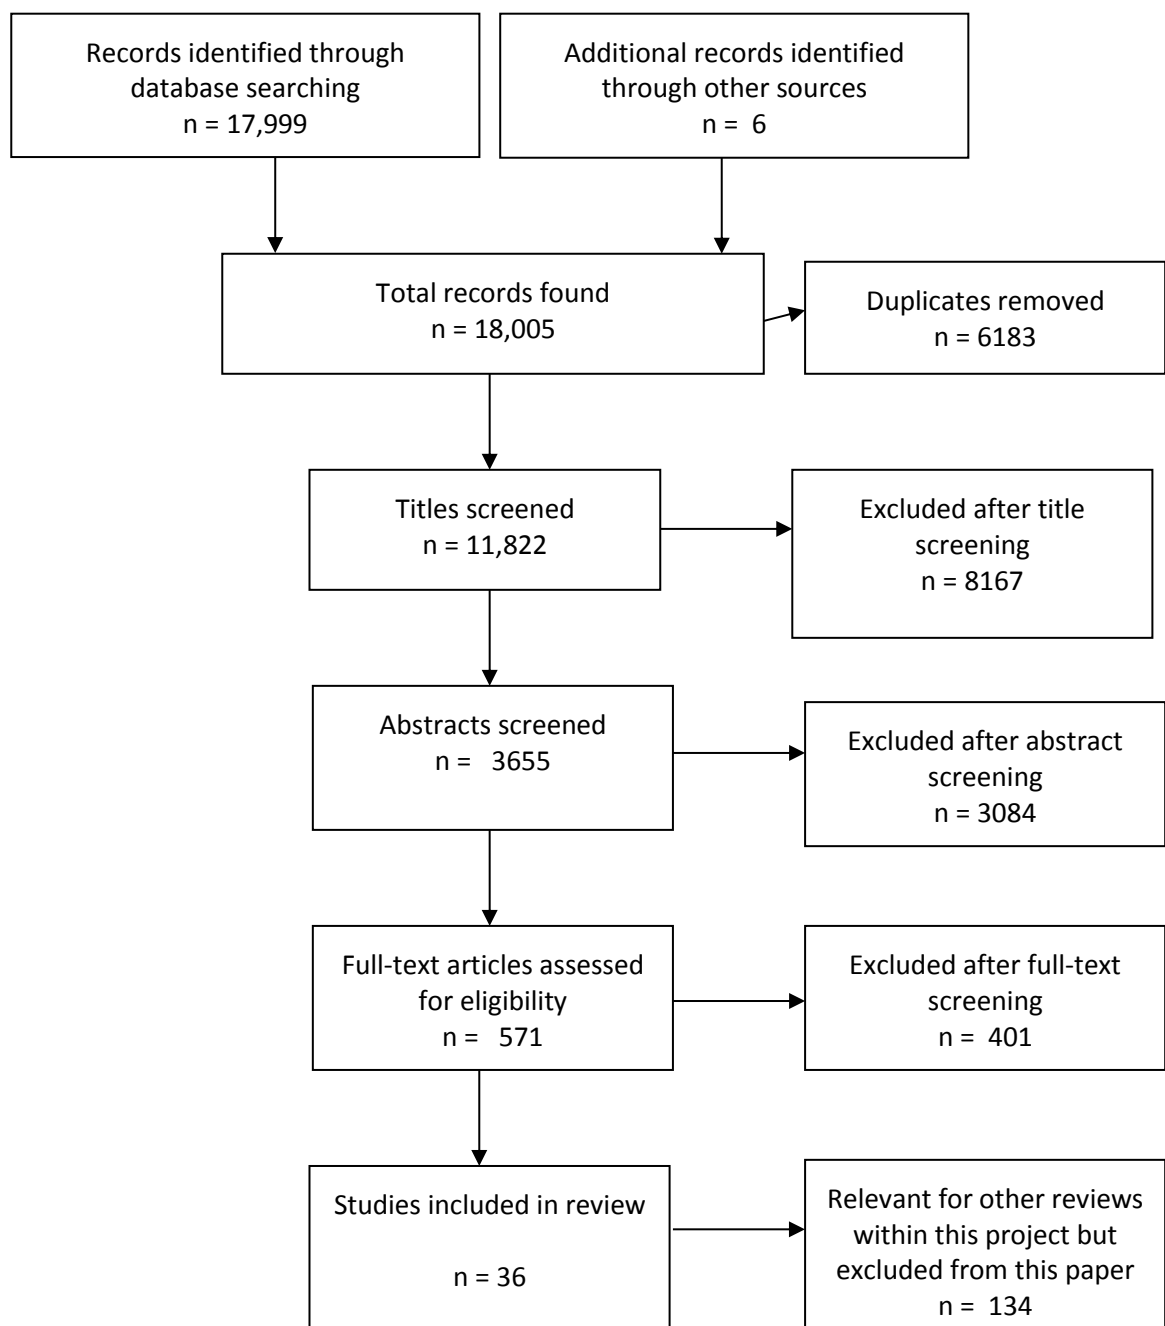 Records identified through
database searching
n = 17,999
Additional records identified
through other sources
n =  6
Total records found
n = 18,005
Duplicates removed
n = 6183
Titles screened
n = 11,822
Excluded after title
screening
n = 8167
Abstracts screened
n =   3655
Excluded after abstract
screening
n = 3084
Full-text articles assessed
for eligibility
n =   571
Excluded after full-text
screening
n =  401
Studies included in review
n = 36
Relevant for other reviews
within this project but
excluded from this paper
n =  134